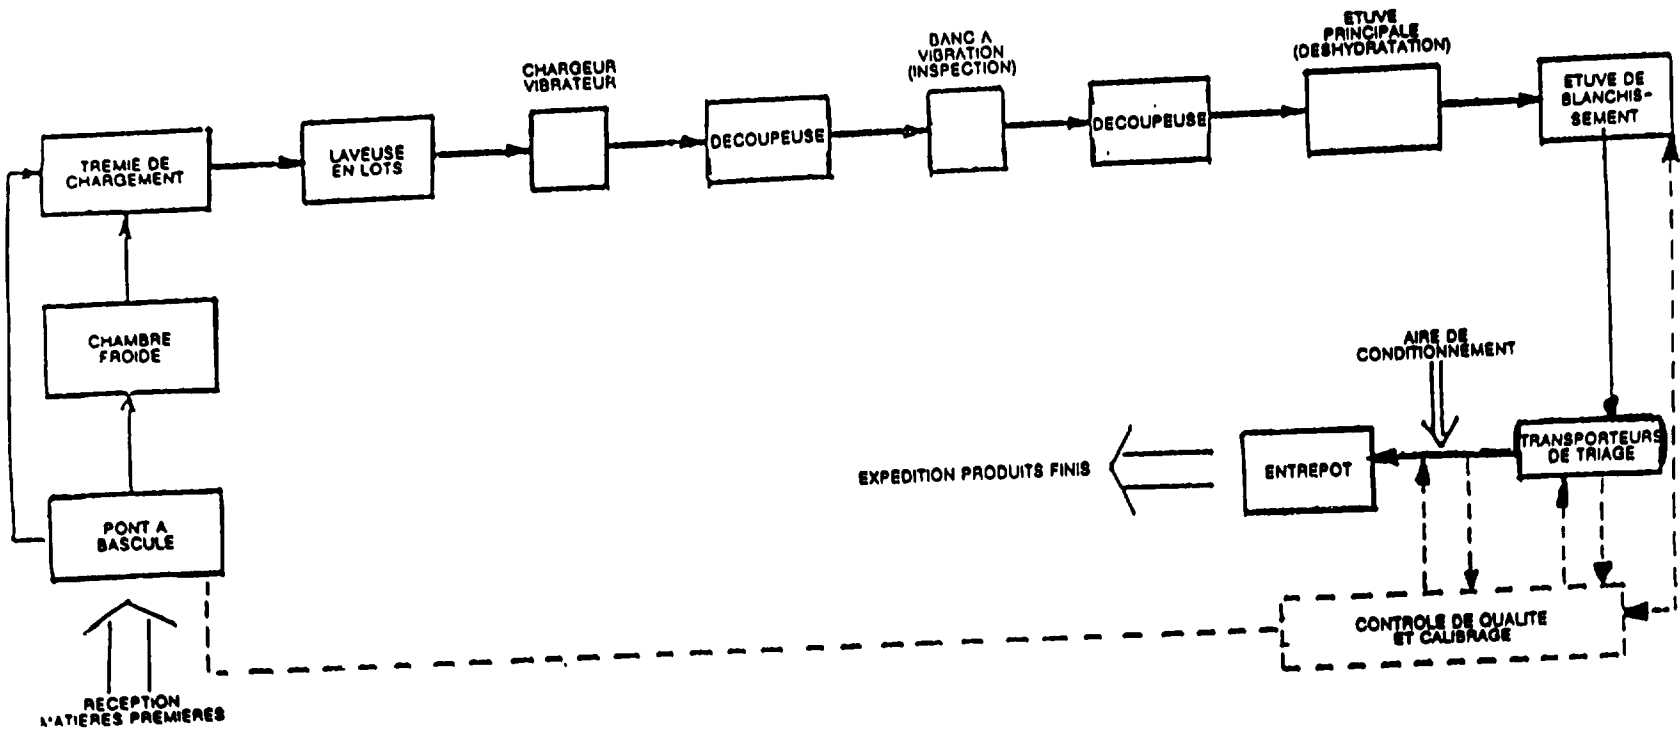 ETUVE
PRINCIPALE
(DESHYDRATATION)
BANC A
VIBRATION
(INSPECTION)
CHARGEUR
VIBRATEUR
ETUVE DE
BLANCHIS-
SEMENT
DECOUPEUSE
DECOUPEUSE
LAVEUSE
EN LOTS
TREMIE DE
CHARGEMENT
CHAMBRE
FROIDE
AIRE DE
CONDITIONNEMENT
TRANSPORTEURS
DE TRIAGE
ENTREPOT
EXPEDITION PRODUITS FINIS
PONT A
BASCULE
CONTROLE DE QUALITE
ET CALIBRAGE
RECEPTION
MATIERES PREMIERES